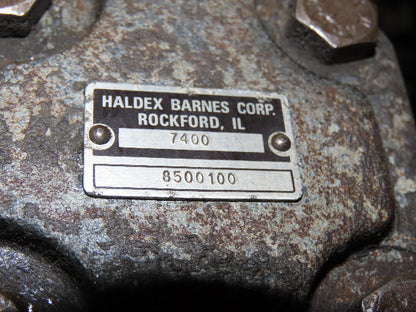 HALDEX BARNES CORP.
ROCKFORD, IL
7400
8500100